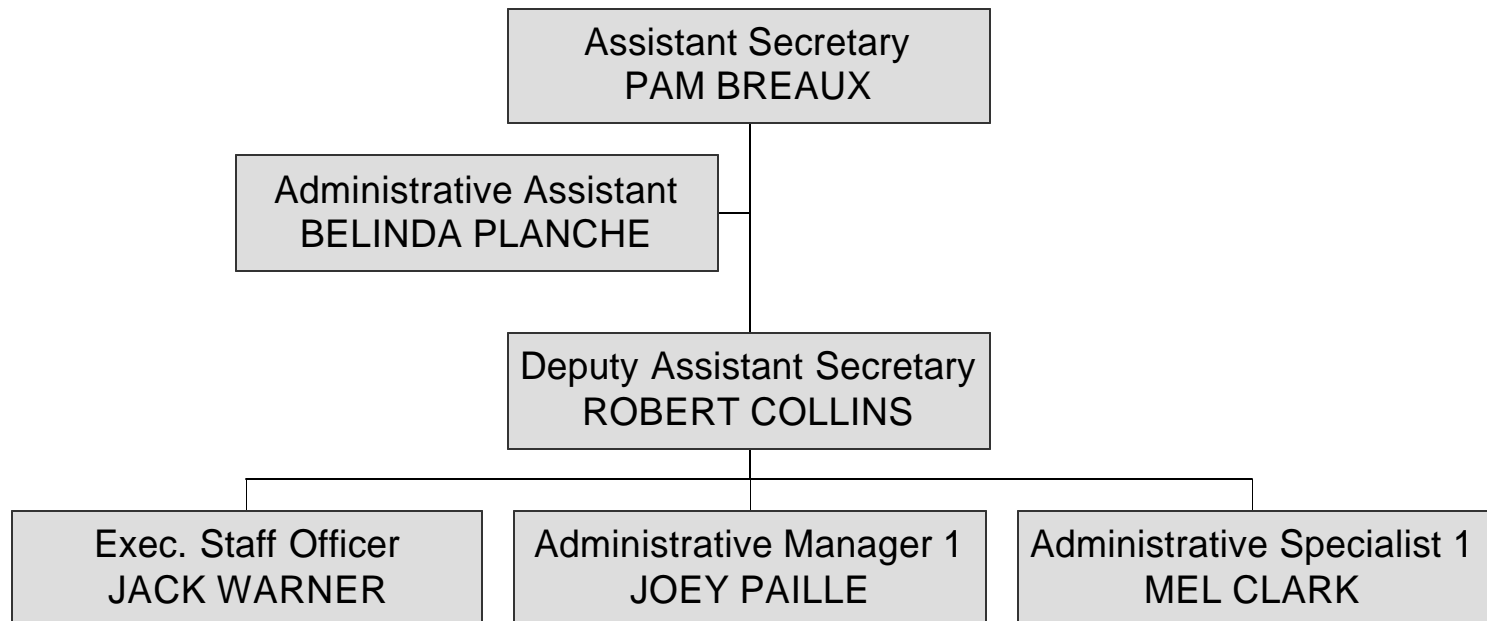 Assistant Secretary
PAM BREAUX
Administrative Assistant
BELINDA PLANCHE
Deputy Assistant Secretary
ROBERT COLLINS
Exec. Staff Officer
JACK WARNER
Administrative Manager 1
JOEY PAILLE
Administrative Specialist 1
MEL CLARK